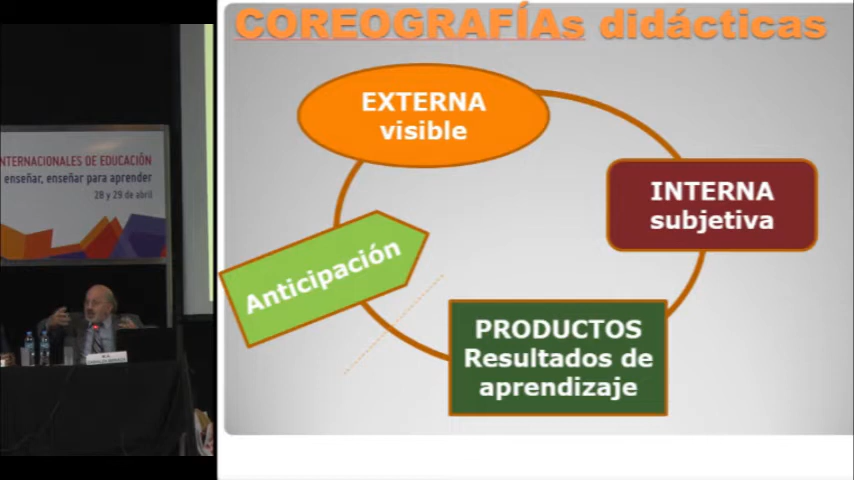 COREOGRAFÍAs didácticas
EXTERNA
visible
INTERNA
subjetiva
Anticipación
PRODUCTOS
Resultados de
aprendizaje
NTERNACIONALES DE EDUCACIÓN
enseñar, enseñar para aprender
28 y 29 de abril